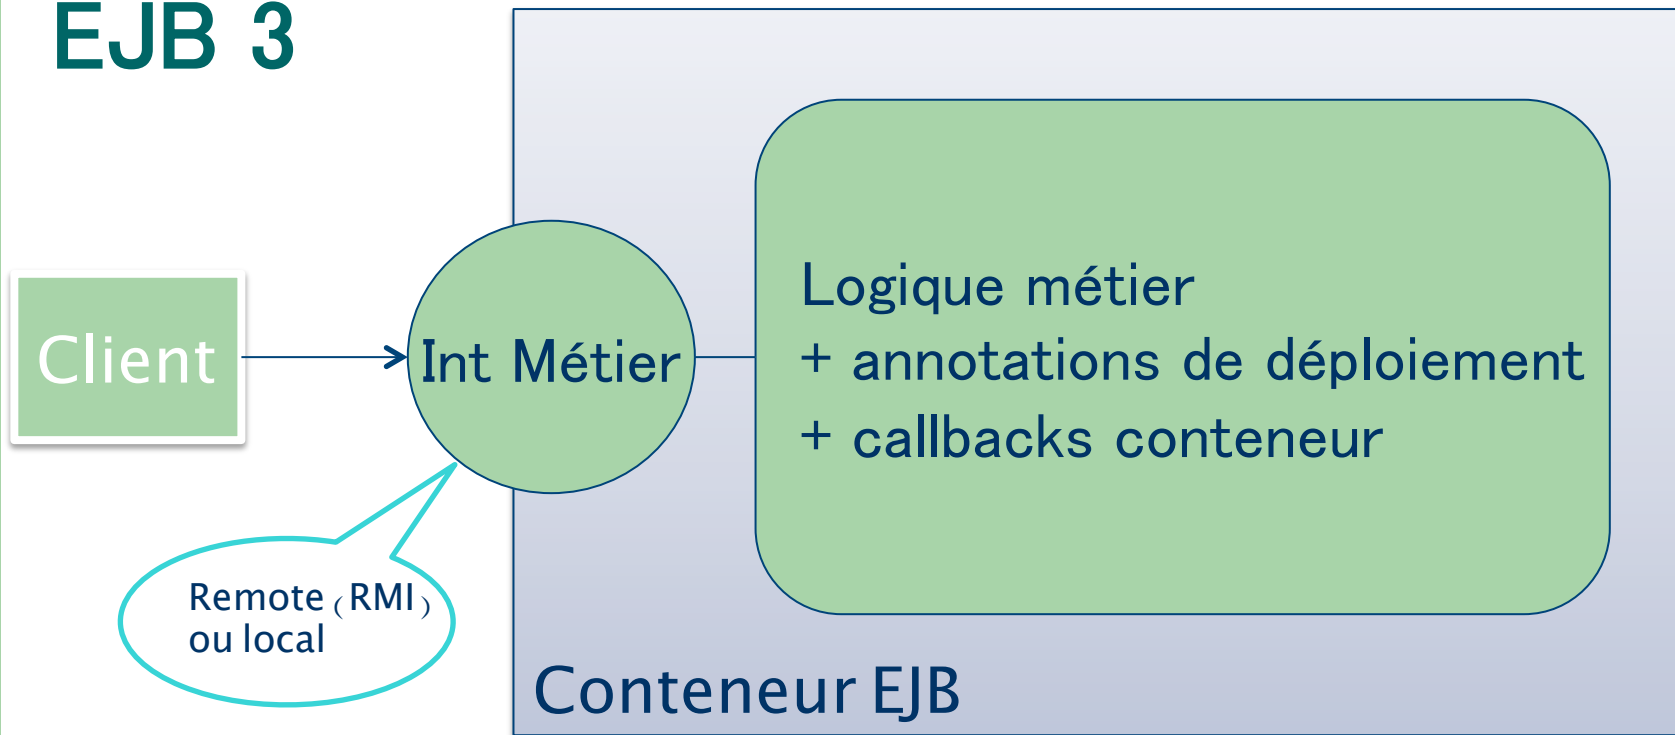 EJB 3
Client
Int Métier
Logique métier
+ annotations de déploiement
+ callbacks conteneur
Remote (RMI)
ou local
Conteneur EJB